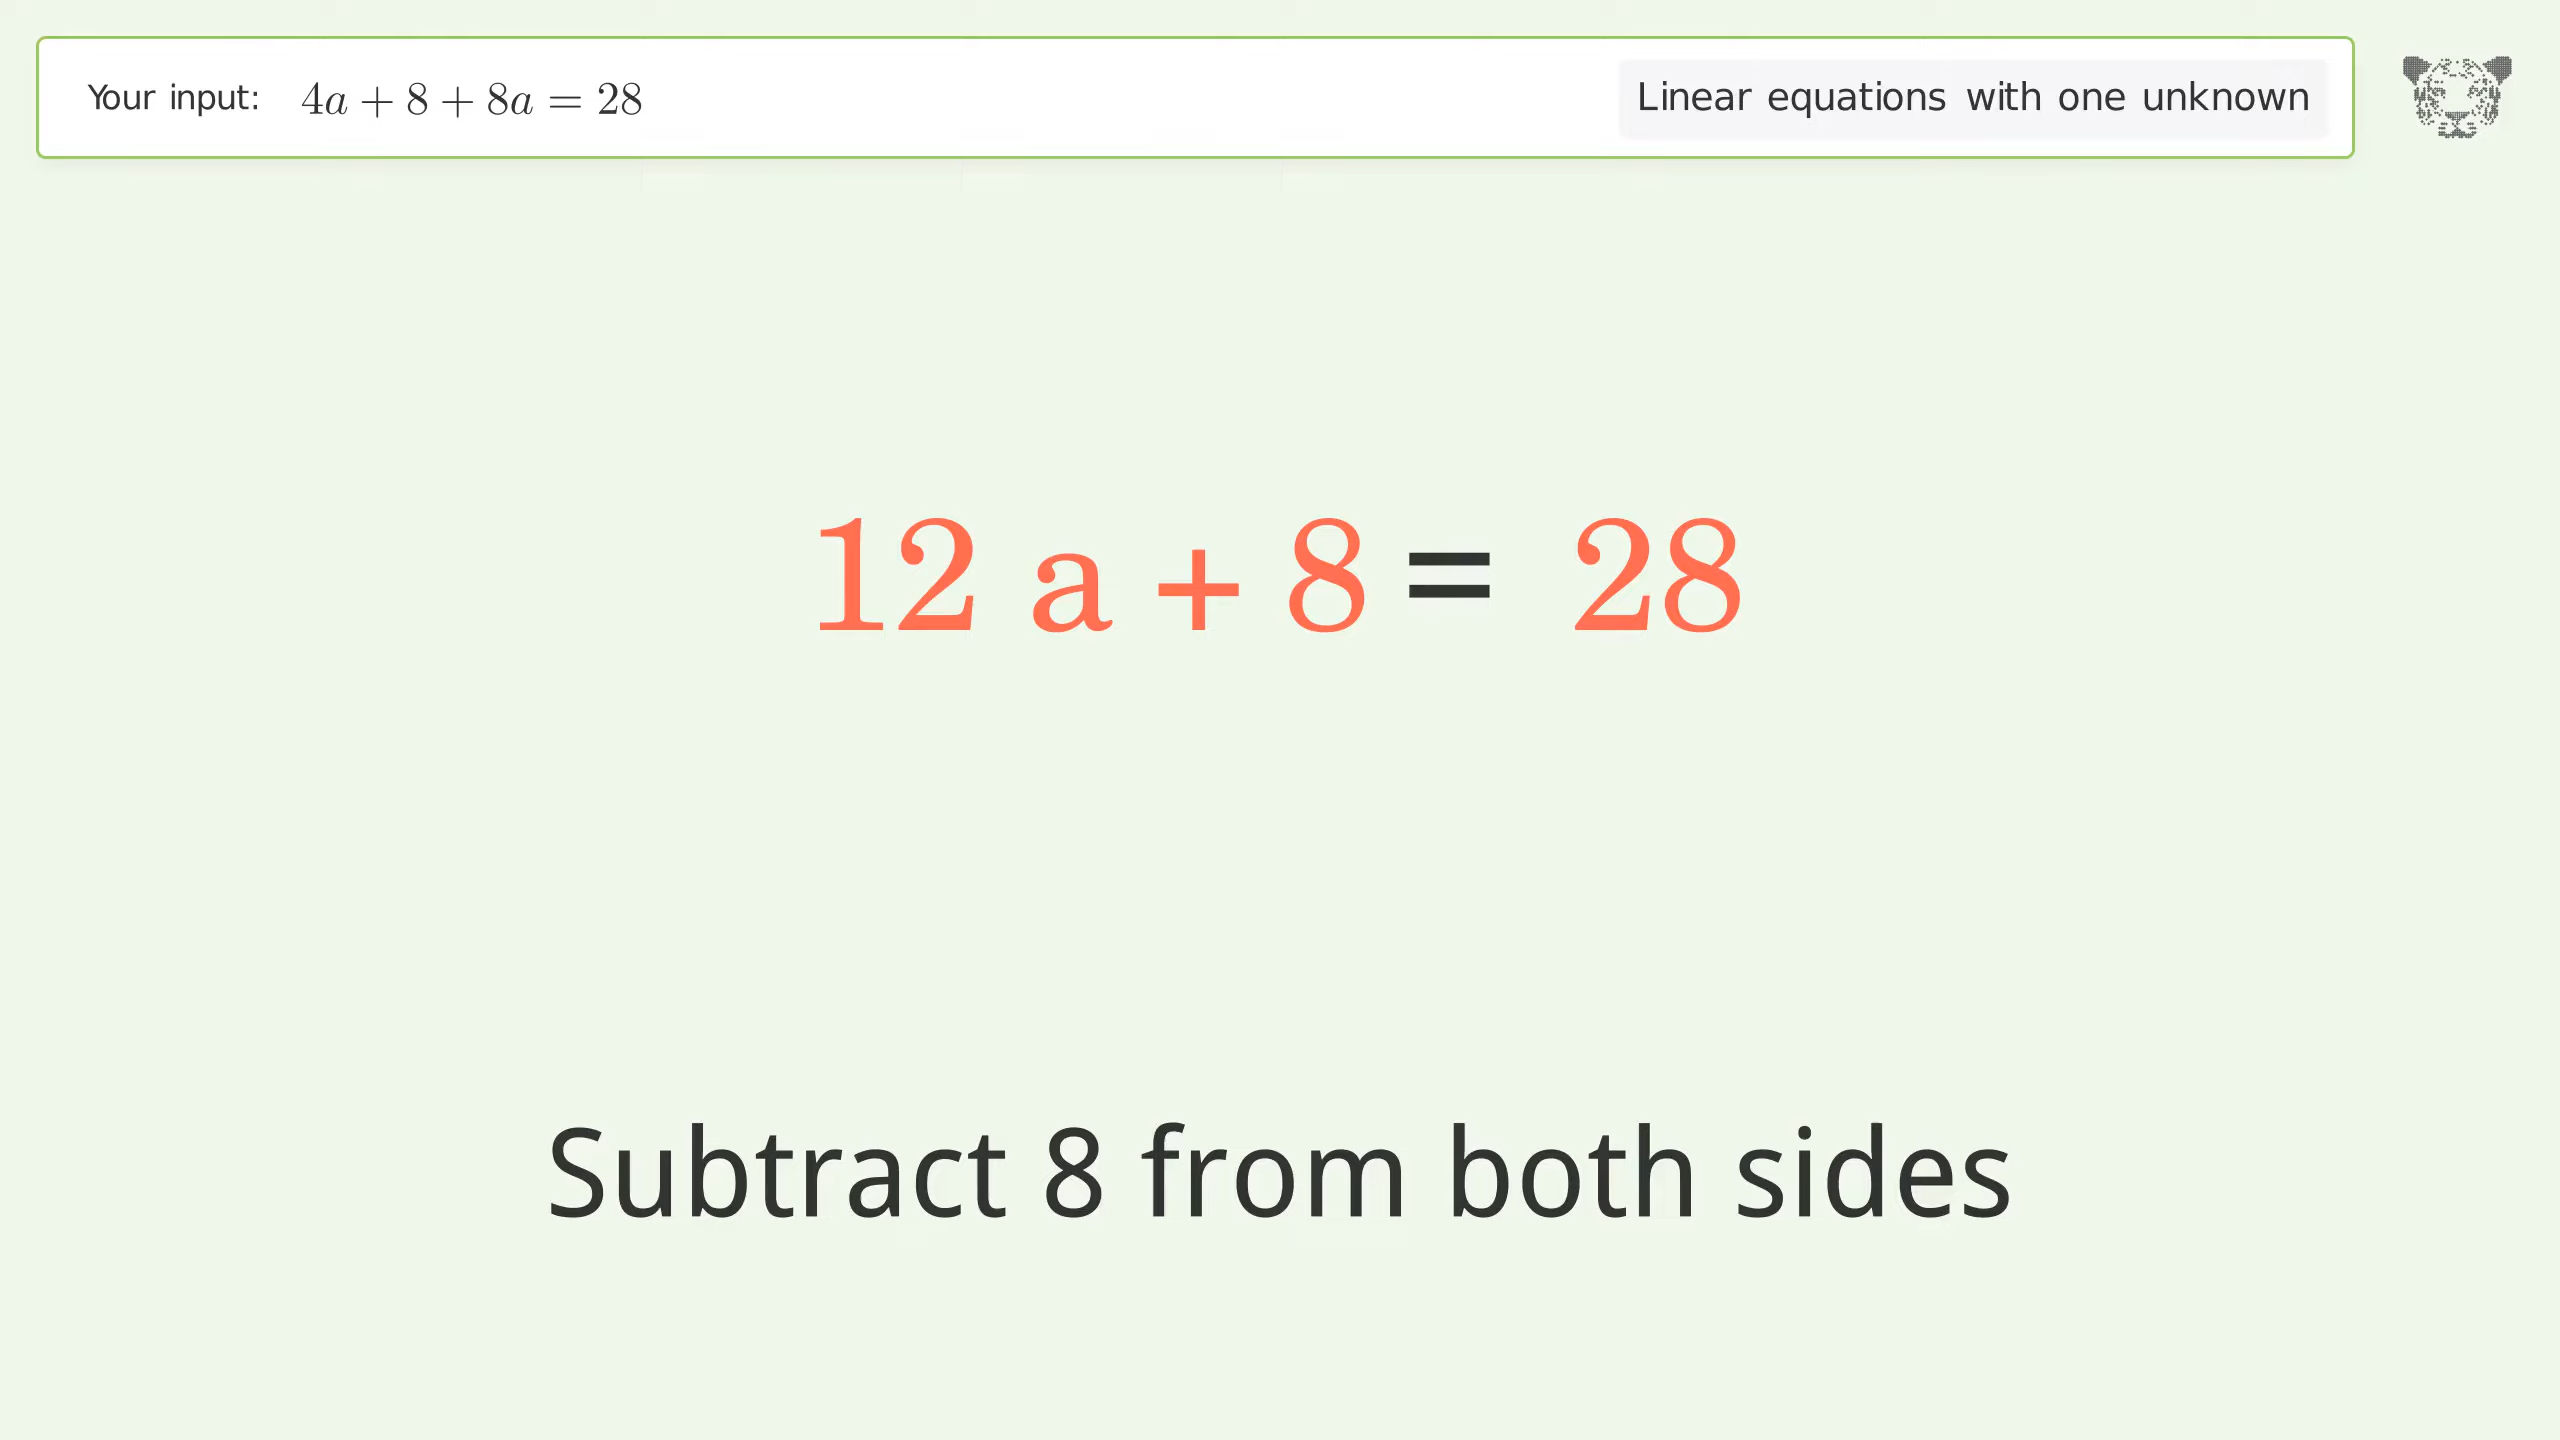 Your input: 4a + 8 + 8a = 28
Linear equations with one unknown
12 a + 8 = 28
Subtract 8 from both sides